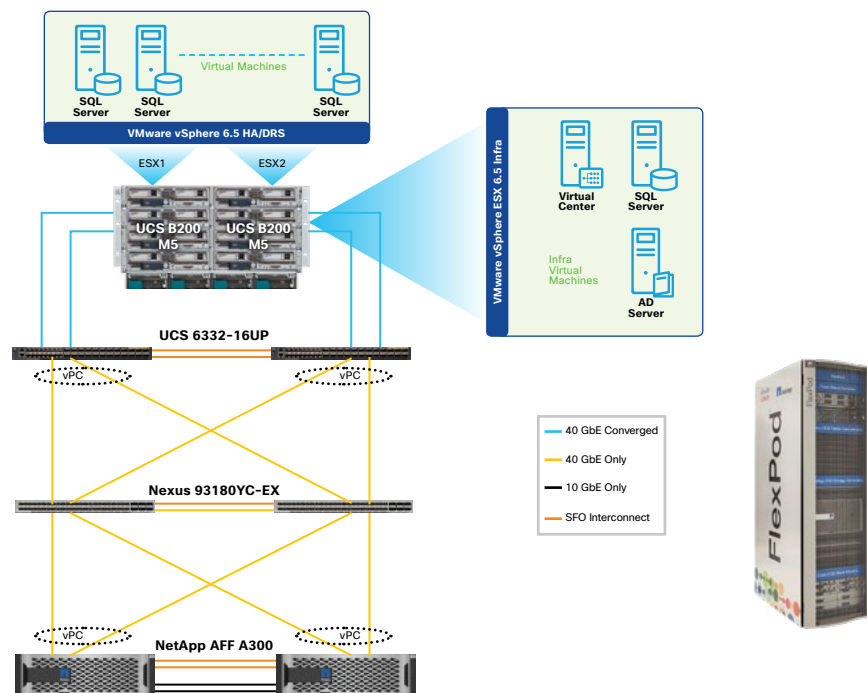 SQL
Server
SQL
Server
Virtual Machines
SQL
Server
VMware vSphere 6.5 HA/DRS
ESX1
ESX2
UCS B200
M5
UCS B200
M5
VMware vSphere ESX 6.5 Infra
Virtual
Center
SQL
Server
Infra
Virtual
Machines
AD
Server
UCS 6332-16UP
vPC
vPC
40 GbE Converged
40 GbE Only
10 GbE Only
SFO Interconnect
Nexus 93180YC-EX
vPC
vPC
NetApp AFF A300
FlexPod
FlexPod